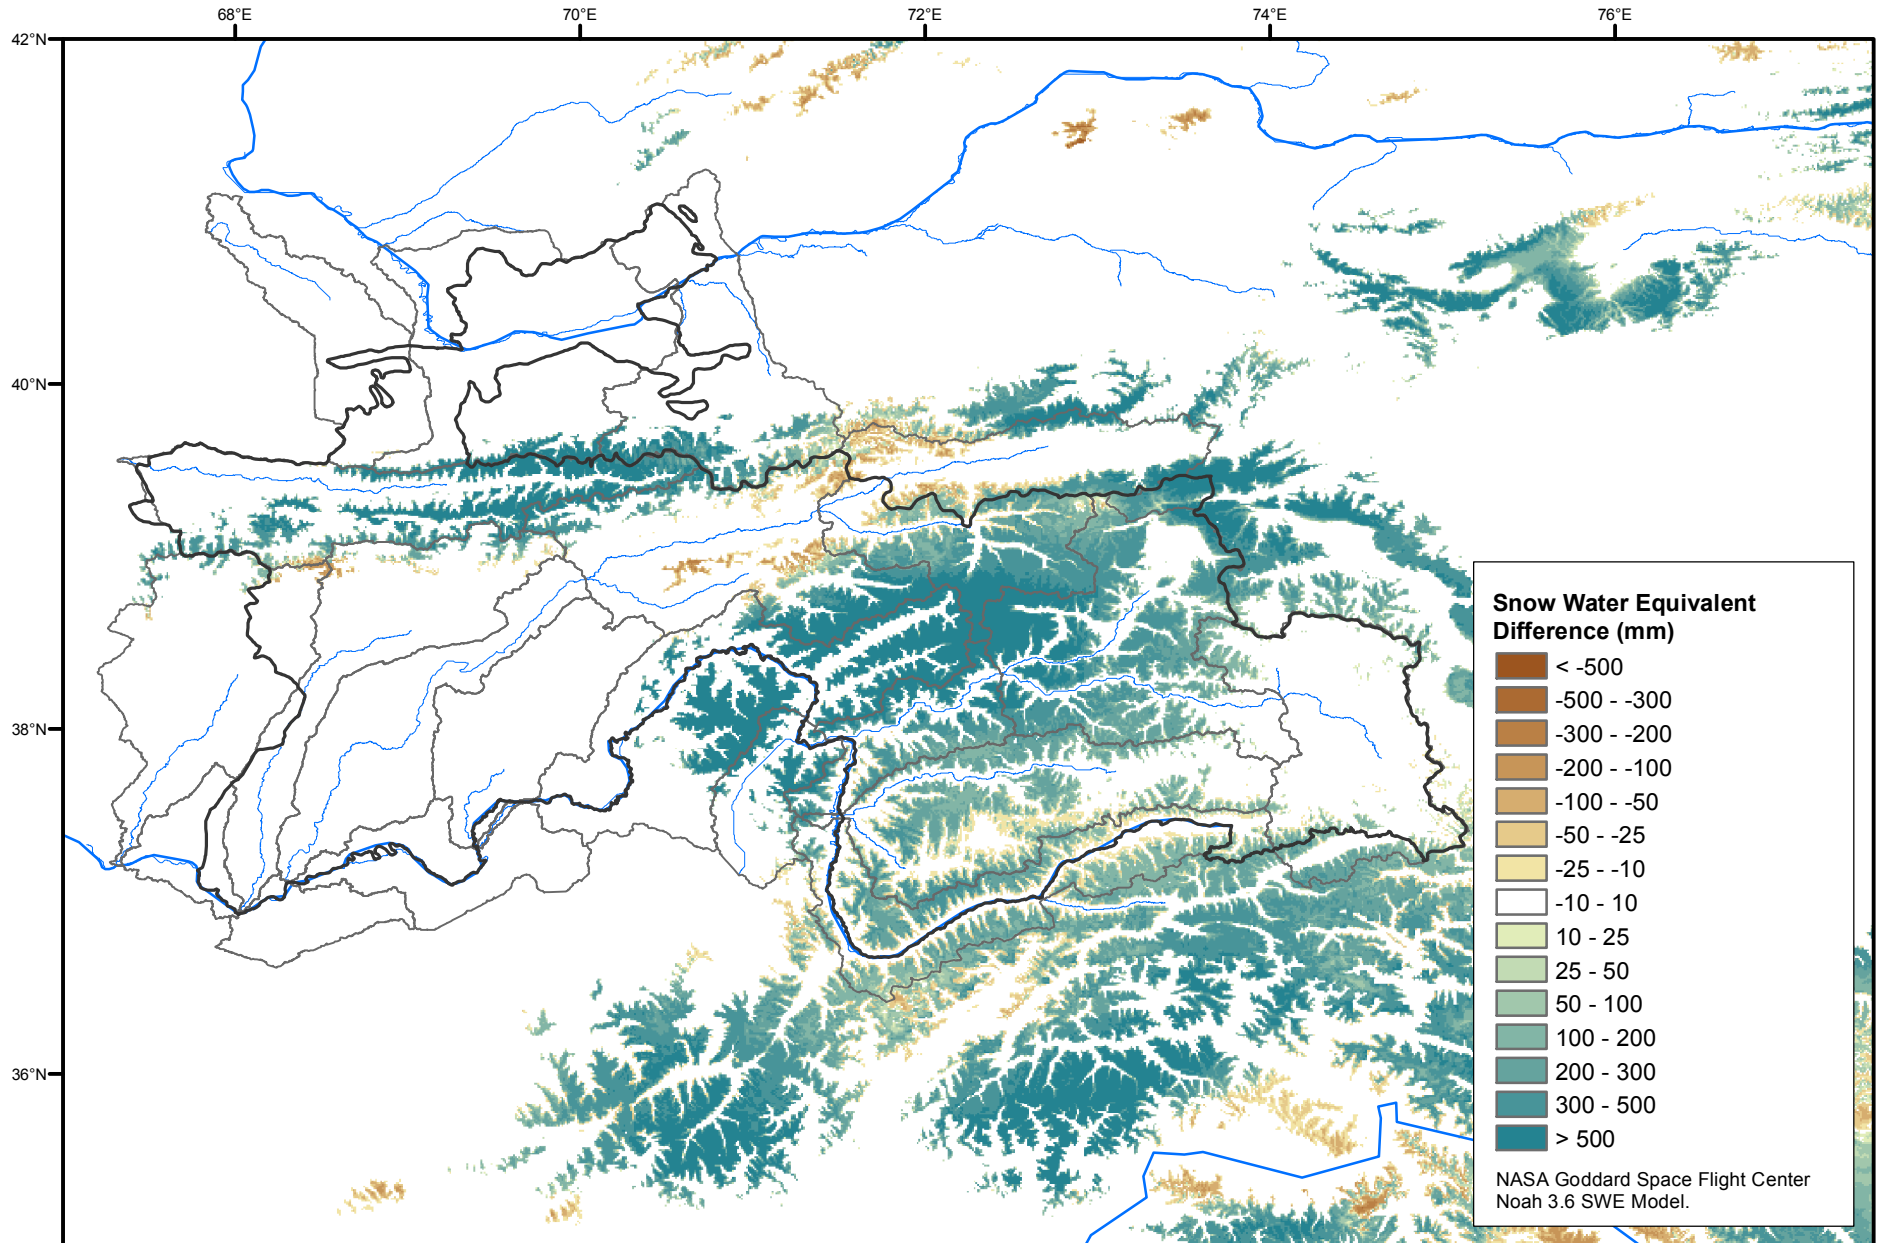 68°E 70°E 72°E 74°E 76°E
42°N
40°N
38°N
36°N
Snow Water Equivalent
Difference (mm)
< -500
-500 - -300
-300 - -200
-200 - -100
-100 - -50
-50 - -25
-25 - -10
-10 - 10
10 - 25
25 - 50
50 - 100
100 - 200
200 - 300
300 - 500
> 500
NASA Goddard Space Flight Center
Noah 3.6 SWE Model.